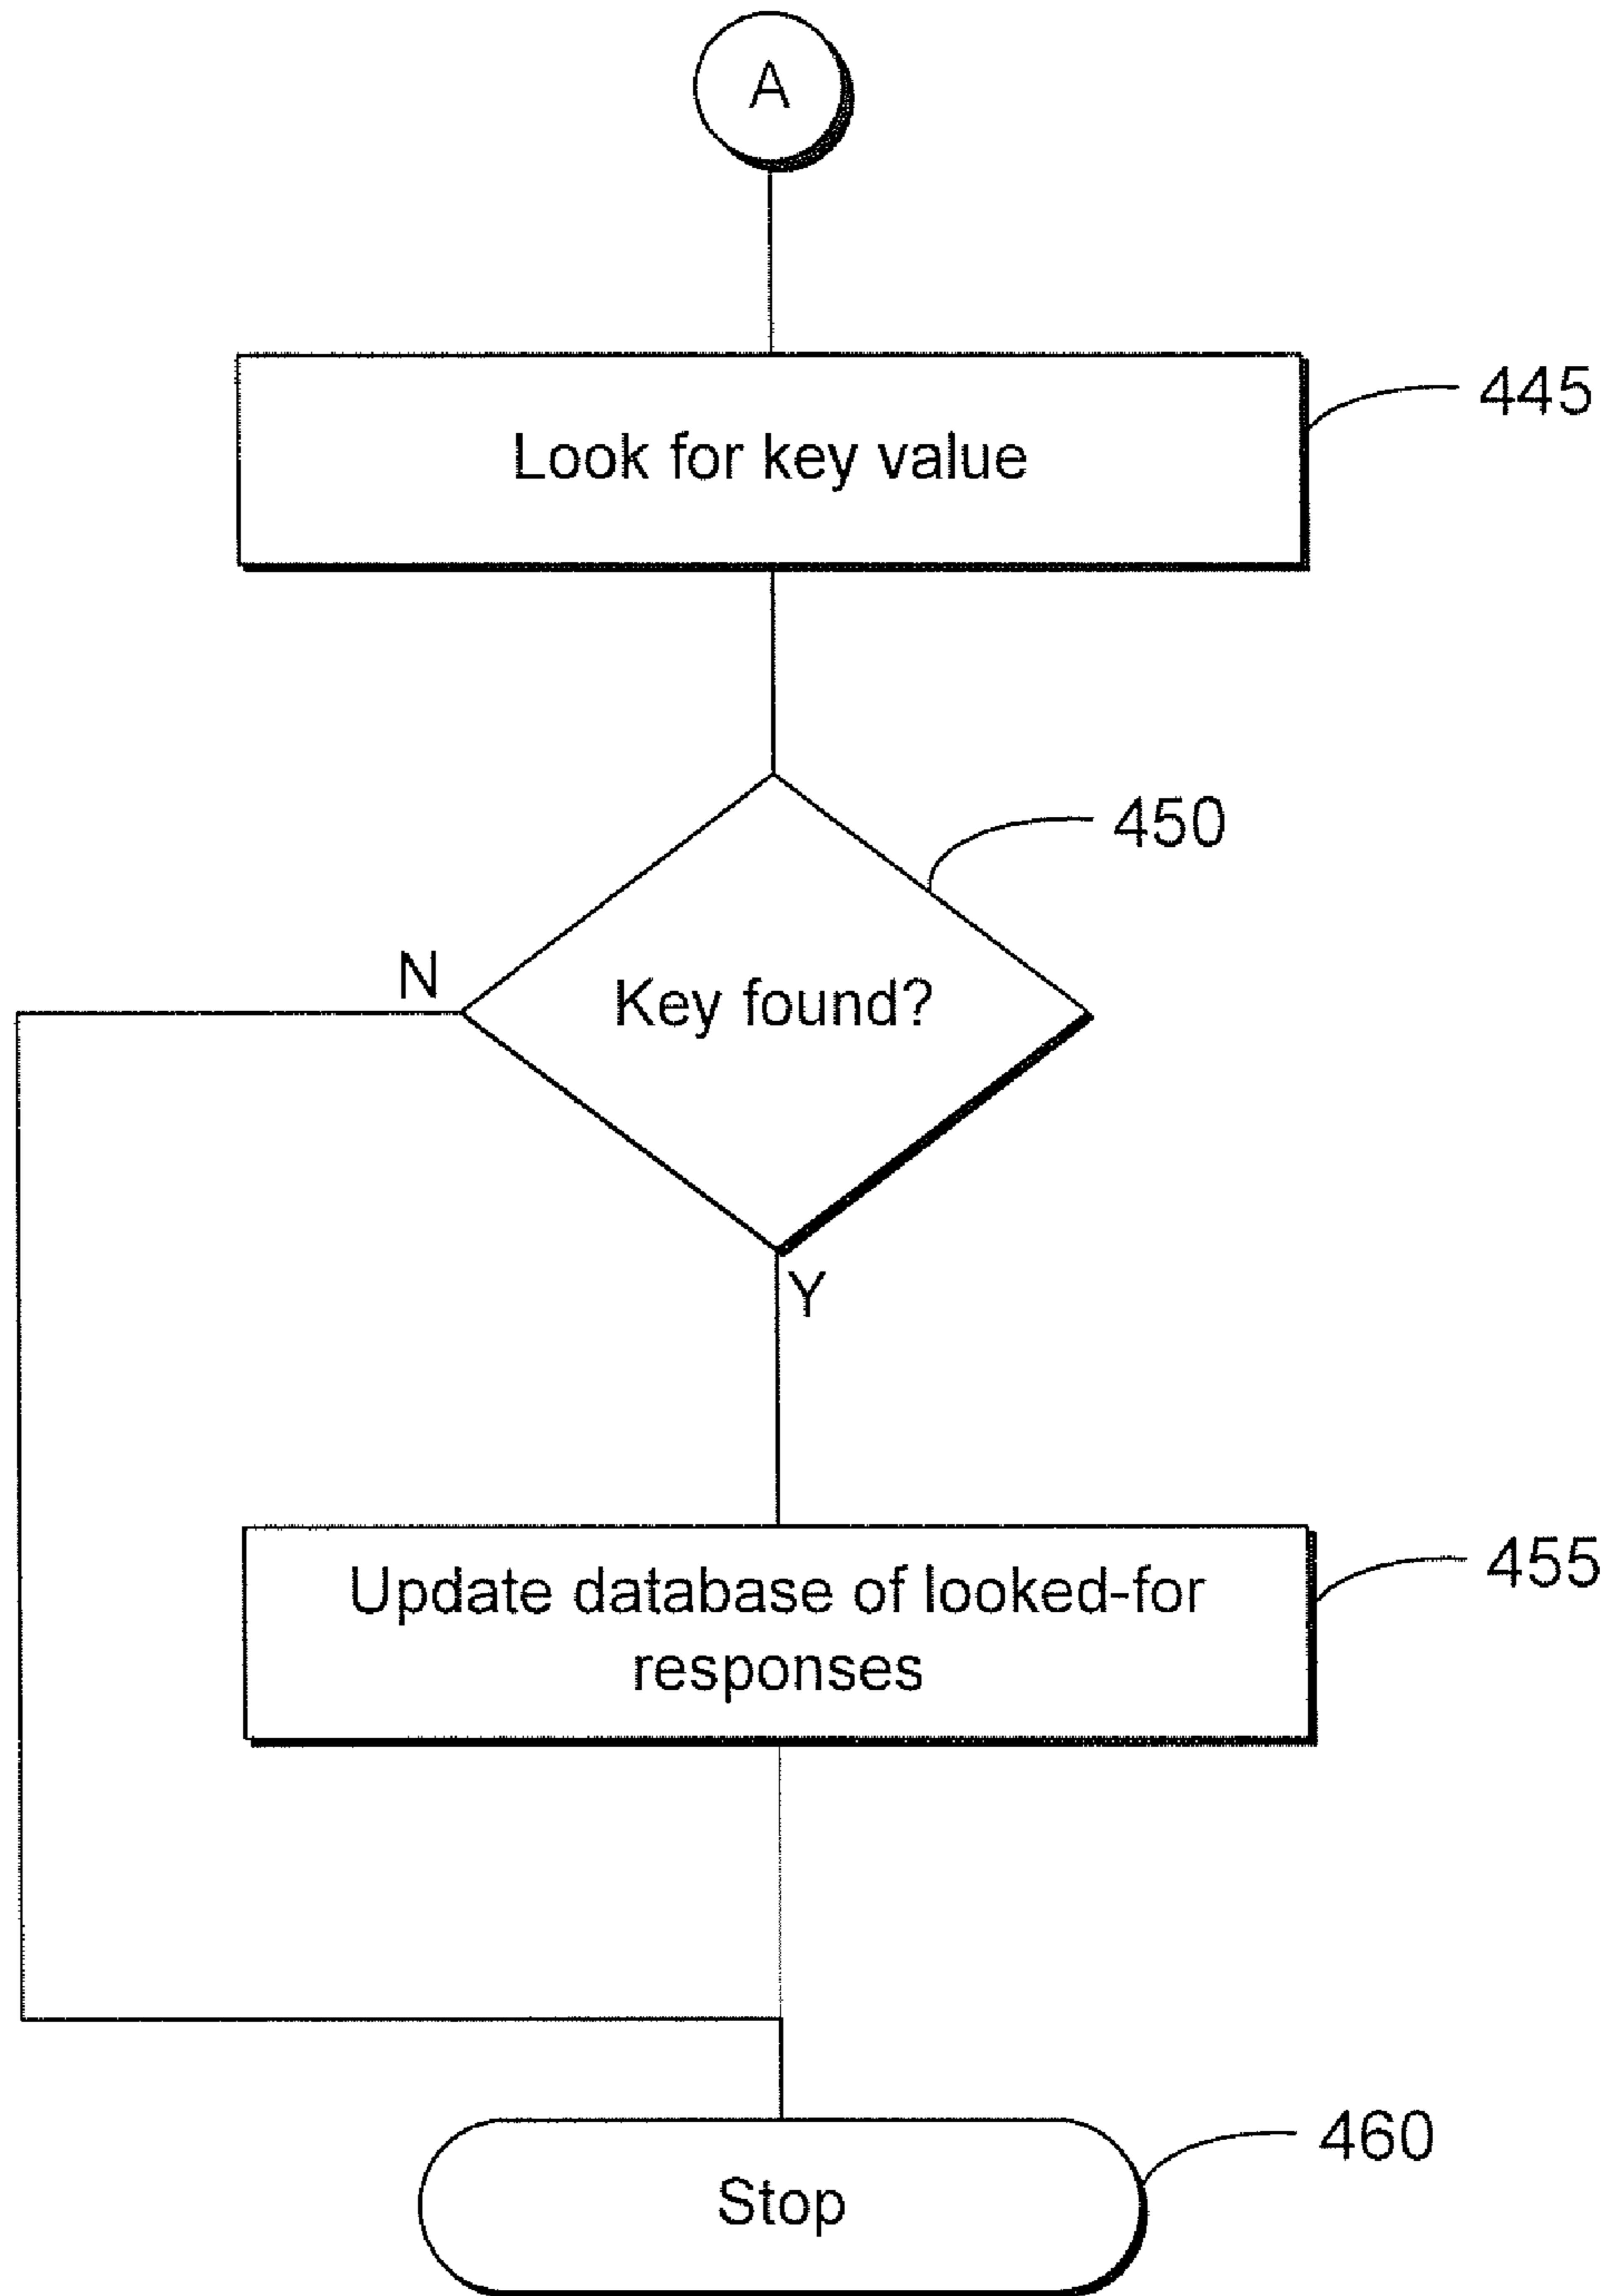 A
Look for key value
445
450
N
Key found?
Y
Update database of looked-for
responses
455
Stop
460